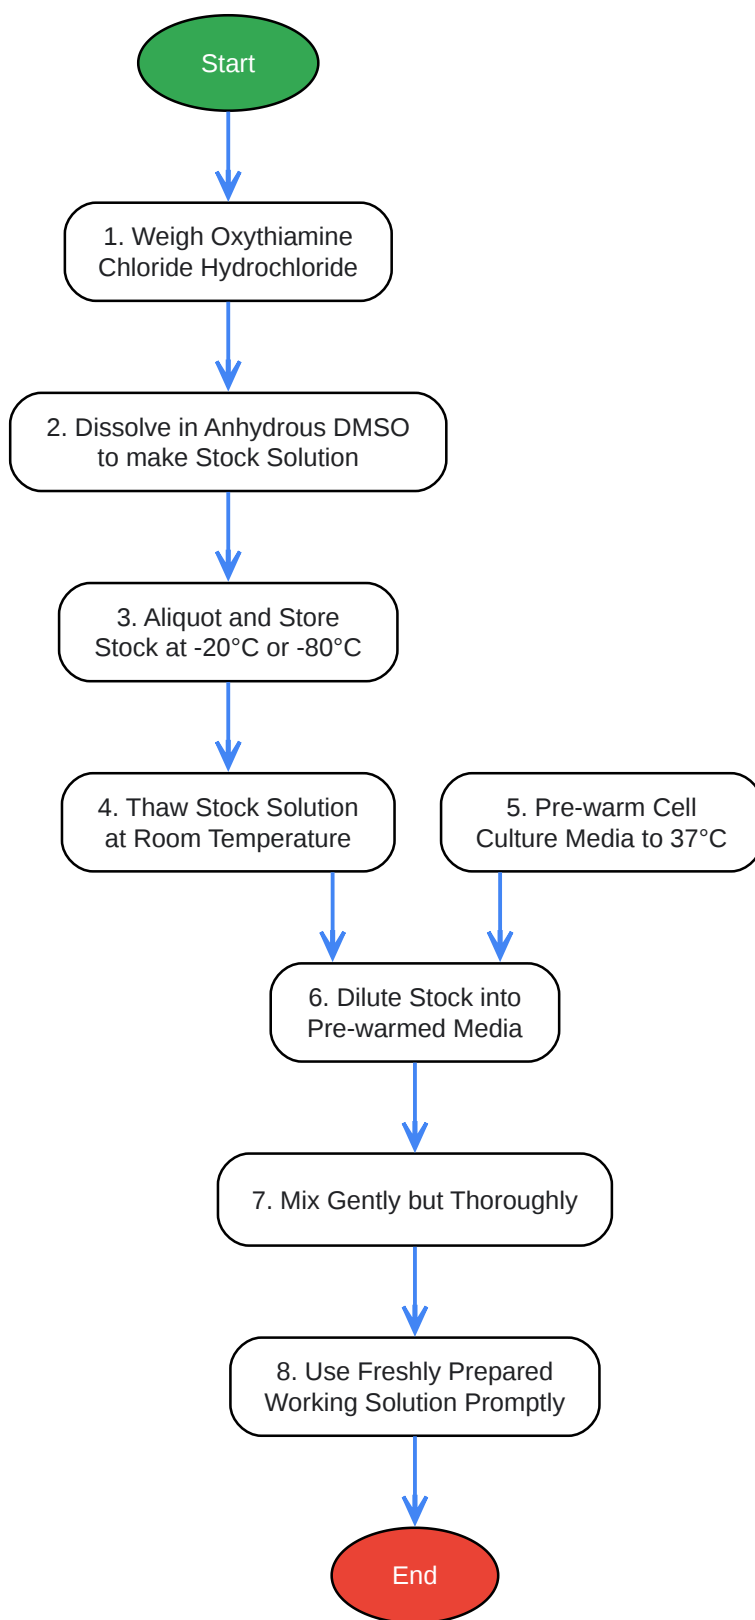 Start
1. Weigh Oxythiamine
Chloride Hydrochloride
2. Dissolve in Anhydrous DMSO
to make Stock Solution
3. Aliquot and Store
Stock at -20°C or -80°C
4. Thaw Stock Solution
at Room Temperature
5. Pre-warm Cell
Culture Media to 37°C
6. Dilute Stock into
Pre-warmed Media
7. Mix Gently but Thoroughly
8. Use Freshly Prepared
Working Solution Promptly
End